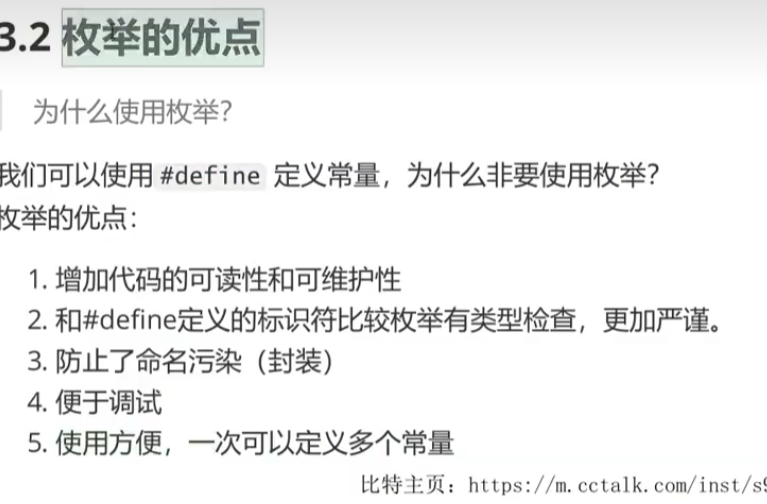 3.2 枚举的优点
为什么使用枚举？
我们可以使用 #define 定义常量，为什么非要使用枚举？
枚举的优点：
1. 增加代码的可读性和可维护性
2. 和#define定义的标识符比较枚举有类型检查，更加严谨。
3. 防止了命名污染（封装）
4. 便于调试
5. 使用方便，一次可以定义多个常量
比特主页：https://m.cctalk.com/inst/s9